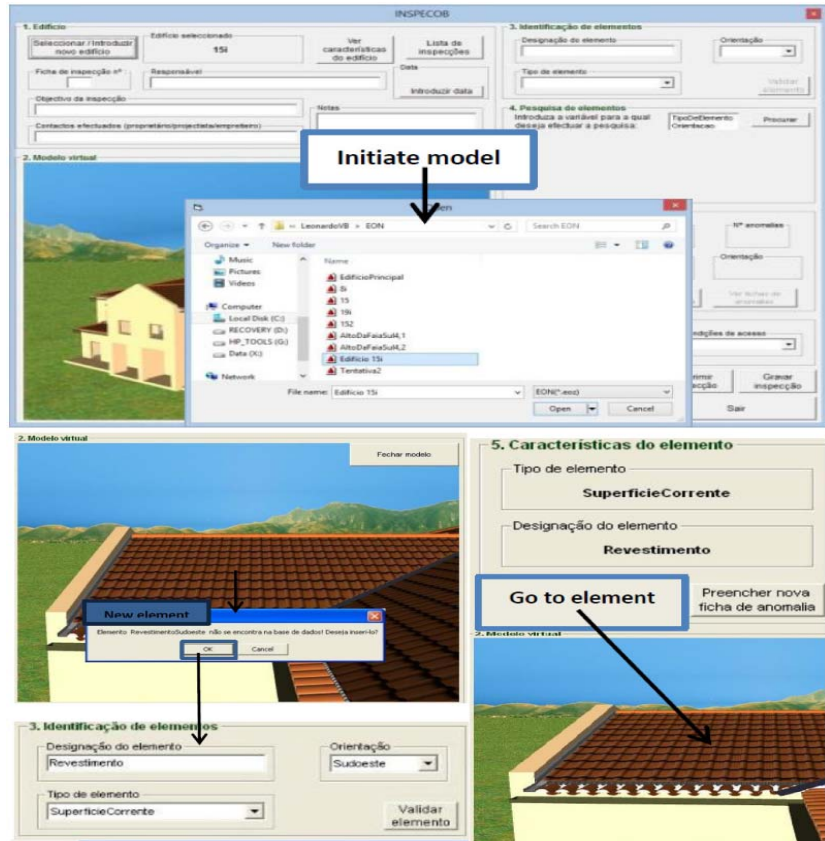 INSPECOB
1. Edifício
Seleccionar / Introduzir
novo edifício
Edifício seleccionado
15i
Ver
características
do edifício
Lista de
inspecções
Ficha de inspecção nº
Responsável
Data
Introduzir data
Objectivo da inspecção
Notas
Contactos efectuados (proprietário/projectista/empreiteiro)
3. Identificação de elementos
Designação do elemento
Orientação
Tipo de elemento
Validar
elemento
4. Pesquisa de elementos
Introduza a variável para a qual
deseja efectuar a pesquisa:
TipoDeElemento
Orientacao
Procurar
2. Modelo virtual
Initiate model
LeonardoVB > EON
Search EON
Organize
New folder
Music
Pictures
Videos
Computer
Local Disk (C:)
RECOVERY (D:)
HP_TOOLS (G:)
Data (X:)
Network
Name
EdificioPrincipal
8i
15
19i
152
AltoDaFaiaSul4,1
AltoDaFaiaSul4,2
Edificio 15i
Tentativa2
File name: Edificio 15i
EON(*.eoz)
Open
Cancel
Nº anomalias
Orientação
Ver fichas de
anomalias
ndições de acesso
Gravar
inspecção
Sair
2. Modelo virtual
Fechar modelo
New element
Elemento RevestimentoSudoeste não se encontra na base de dados! Deseja inseri-lo?
OK
Cancel
3. Identificação de elementos
Designação do elemento
Revestimento
Orientação
Sudoeste
Tipo de elemento
SuperficieCorrente
Validar
elemento
5. Características do elemento
Tipo de elemento
SuperficieCorrente
Designação do elemento
Revestimento
Go to element
Preencher nova
ficha de anomalia
2. Modelo virtual